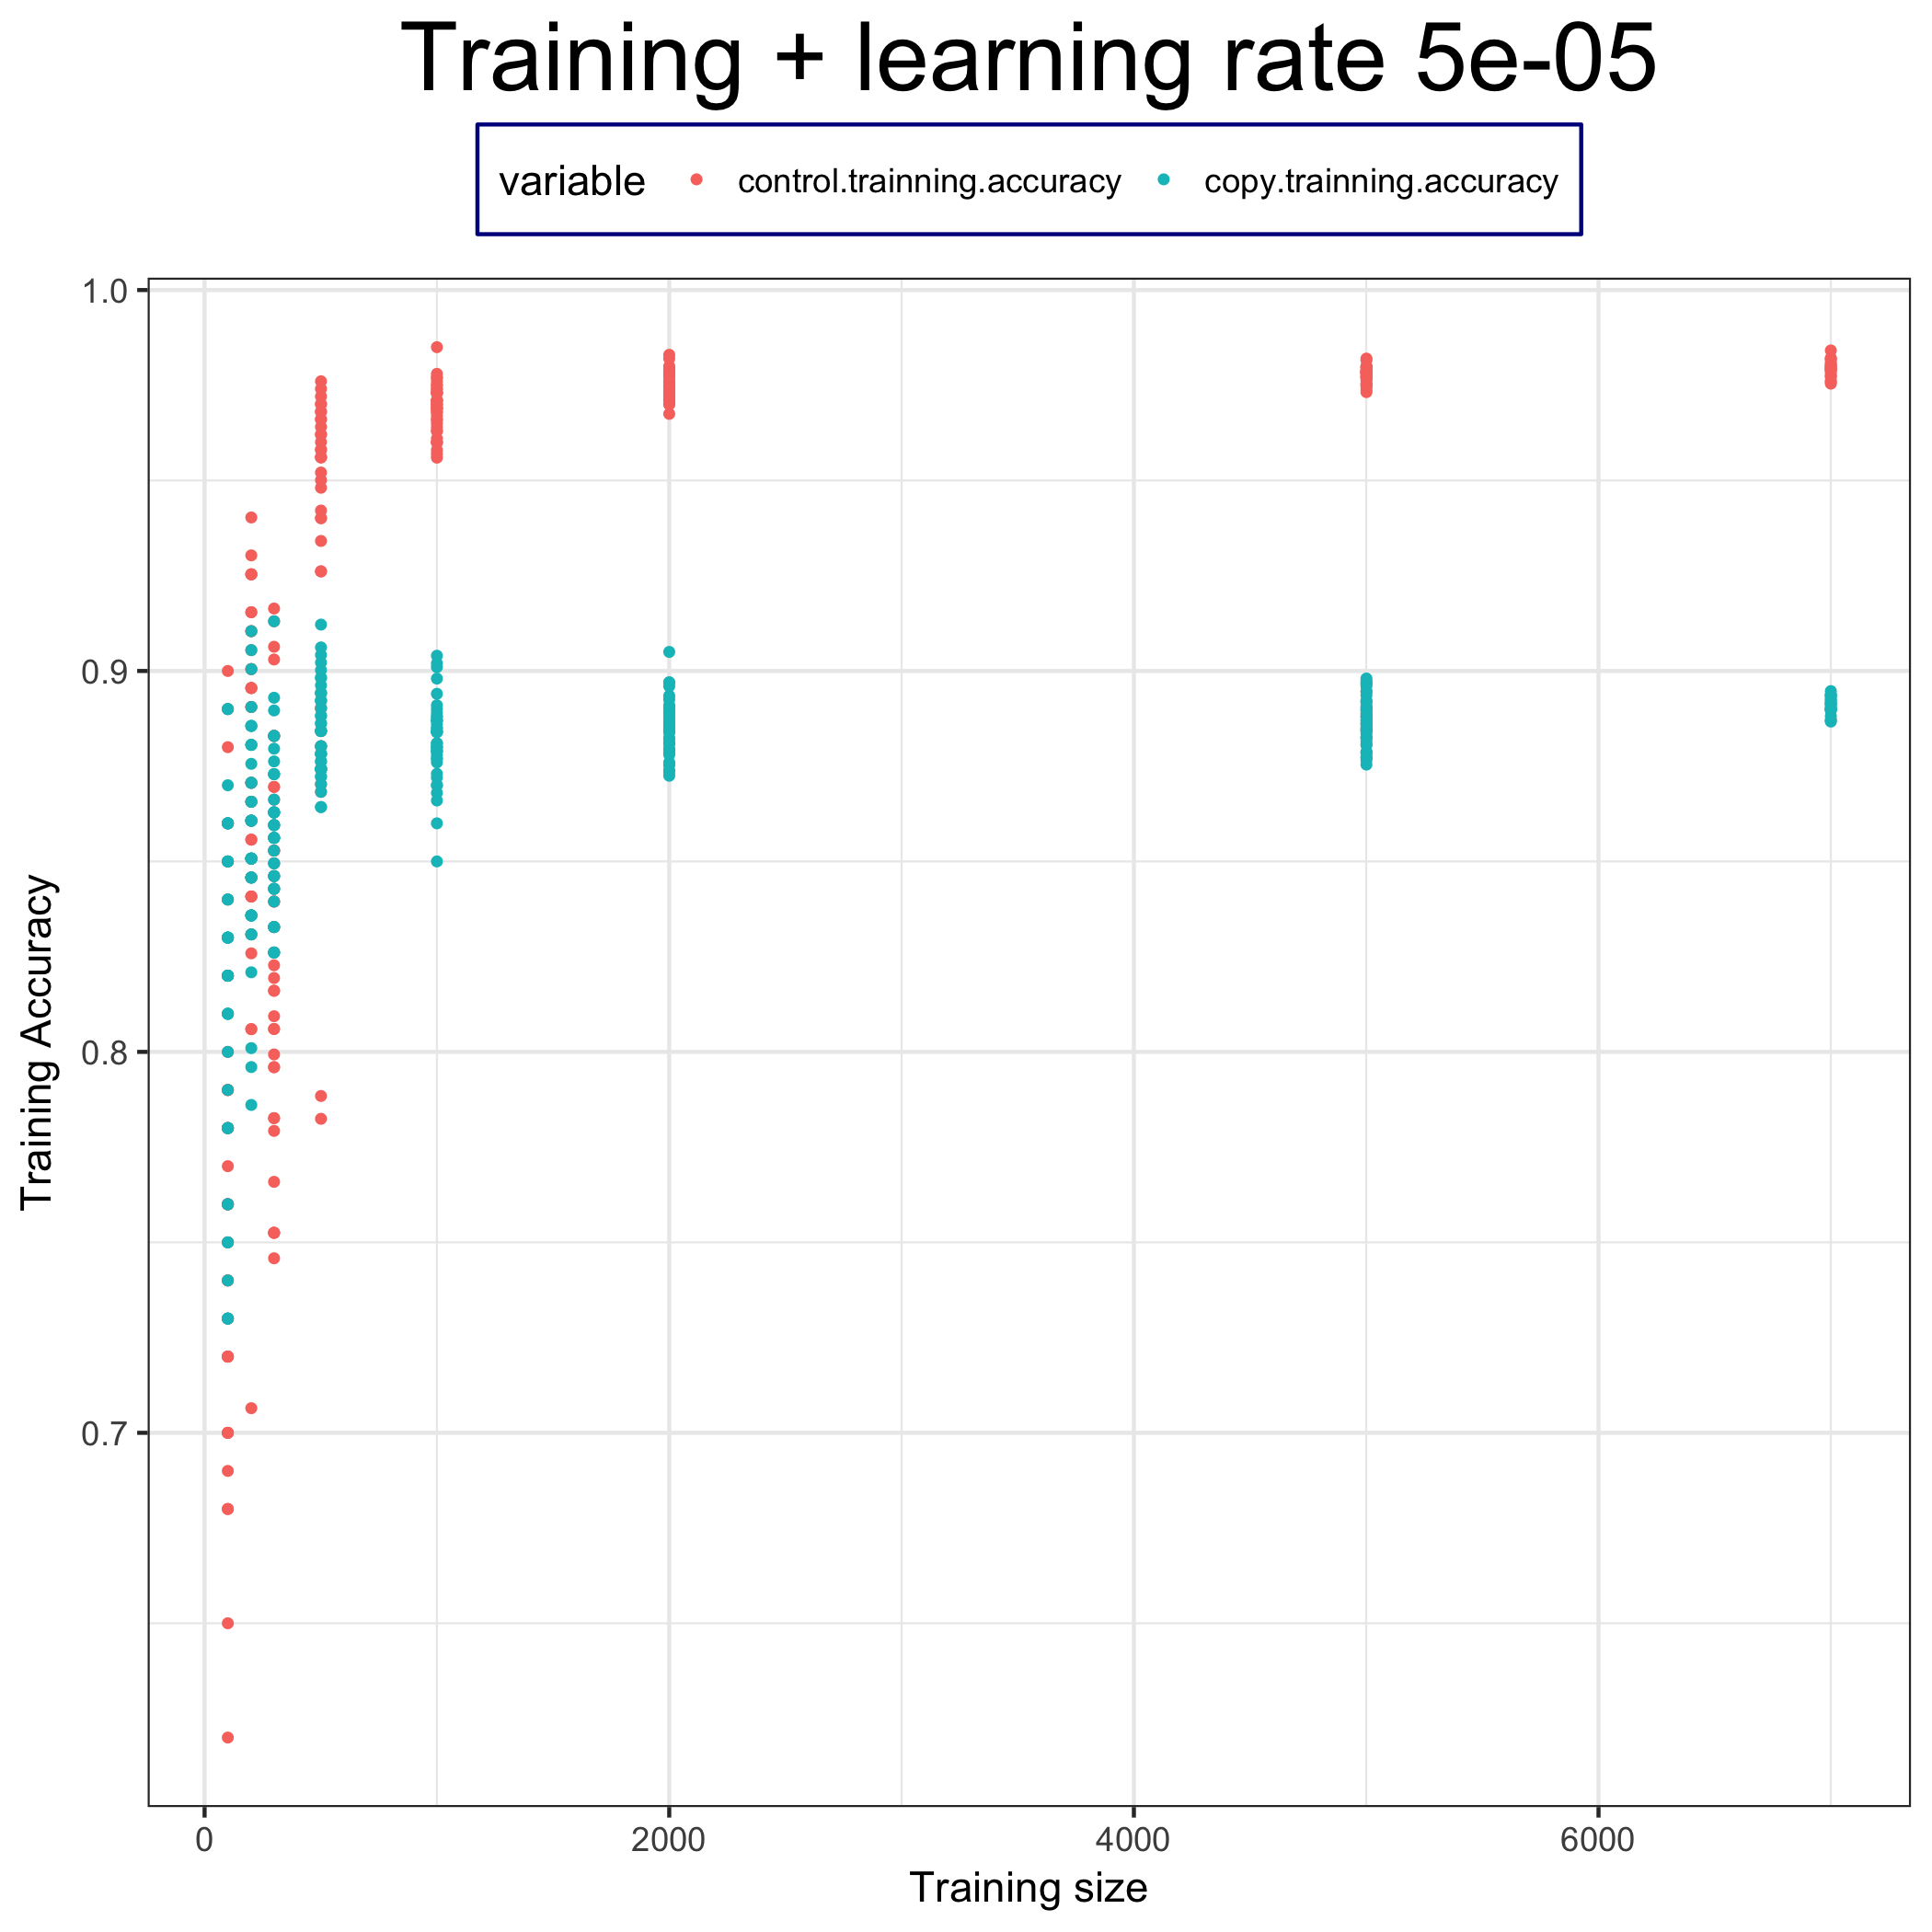 Training + learning rate 5e-05
variable control.trainning.accuracy copy.trainning.accuracy
1.0
0.9
0.8
0.7
Training Accuracy
0 2000 4000 6000
Training size